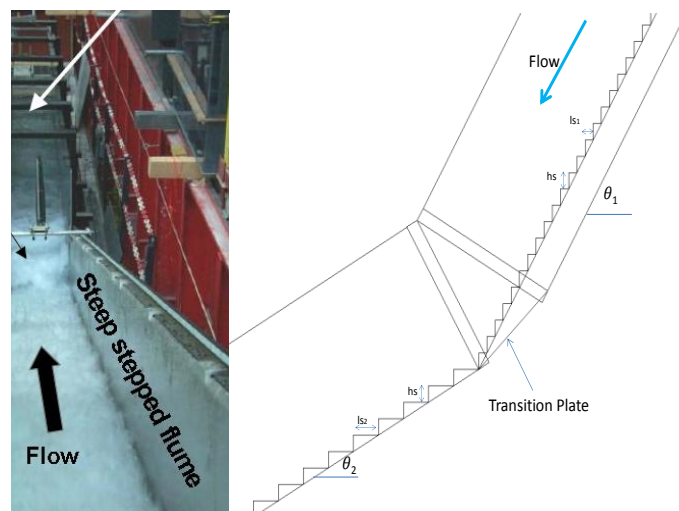 Steep stepped flume
Flow
Flow
ls₁
hs
θ₁
Transition Plate
hs
ls₂
θ₂